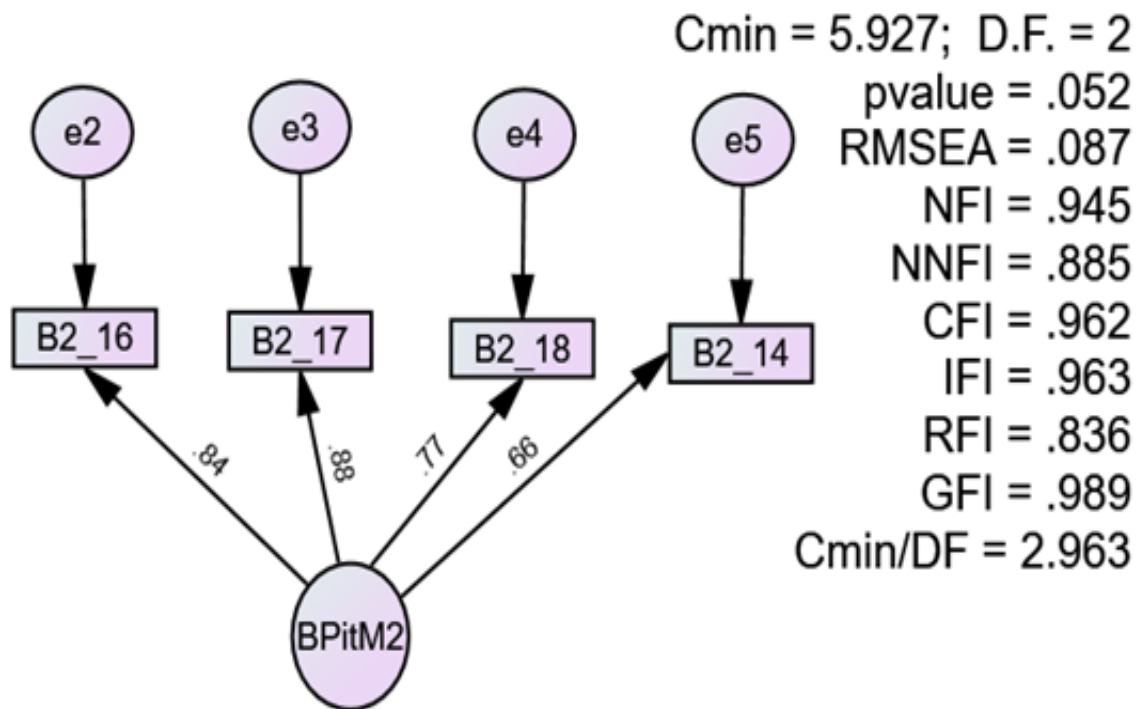 Cmin = 5.927; D.F. = 2
pvalue = .052
RMSEA = .087
NFI = .945
NNFI = .885
CFI = .962
IFI = .963
RFI = .836
GFI = .989
Cmin/DF = 2.963
e2
e3
e4
e5
B2_16
B2_17
B2_18
B2_14
.84
.88
.77
.66
BPitM2